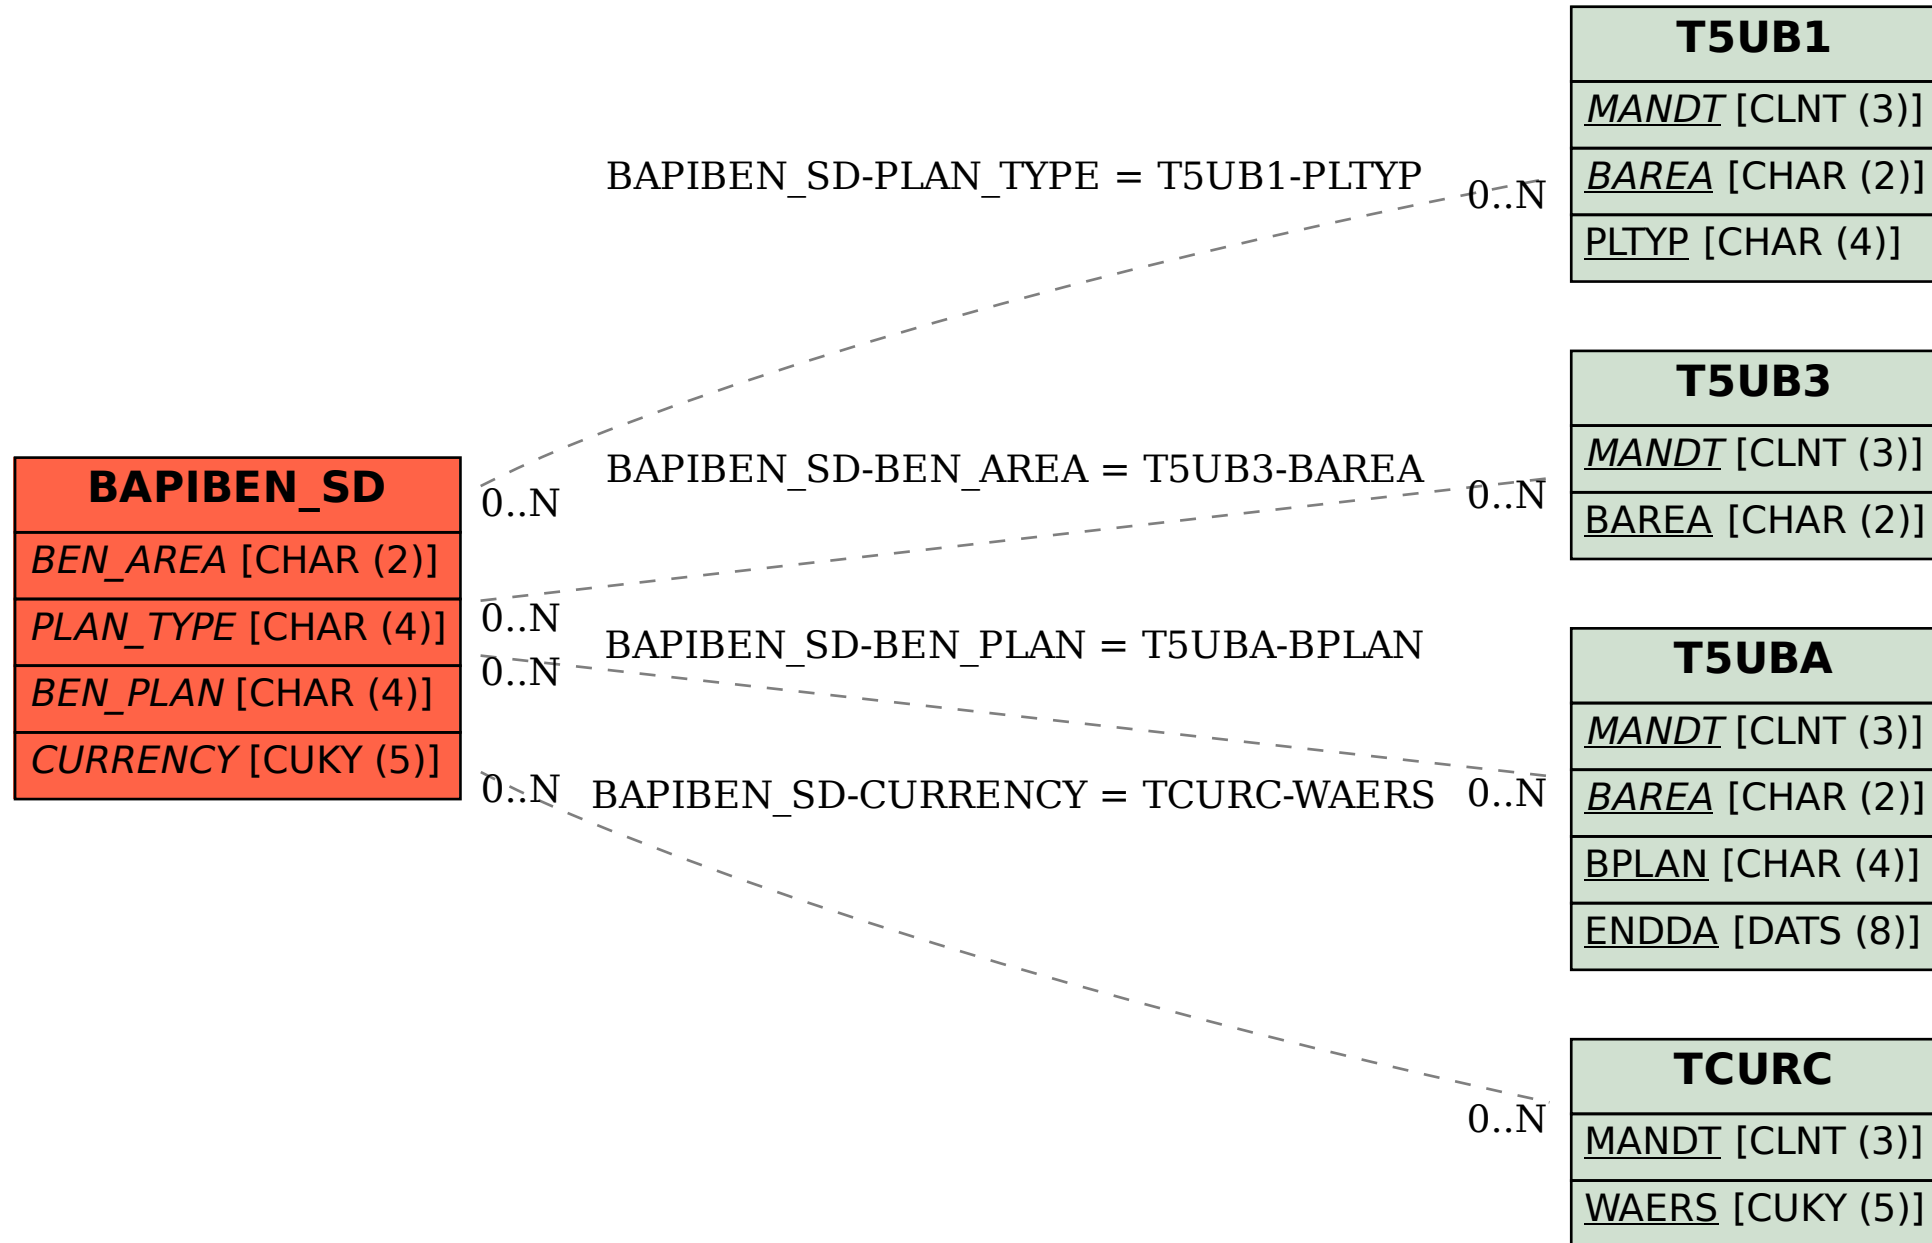 BAPIBEN_SD
BEN_AREA [CHAR (2)]
PLAN_TYPE [CHAR (4)]
BEN_PLAN [CHAR (4)]
CURRENCY [CUKY (5)]
BAPIBEN_SD-PLAN_TYPE = T5UB1-PLTYP
0..N
0..N
BAPIBEN_SD-BEN_AREA = T5UB3-BAREA
0..N
0..N
BAPIBEN_SD-BEN_PLAN = T5UBA-BPLAN
0..N
0..N
BAPIBEN_SD-CURRENCY = TCURC-WAERS
0..N
0..N
T5UB1
MANDT [CLNT (3)]
BAREA [CHAR (2)]
PLTYP [CHAR (4)]
T5UB3
MANDT [CLNT (3)]
BAREA [CHAR (2)]
T5UBA
MANDT [CLNT (3)]
BAREA [CHAR (2)]
BPLAN [CHAR (4)]
ENDDA [DATS (8)]
TCURC
MANDT [CLNT (3)]
WAERS [CUKY (5)]